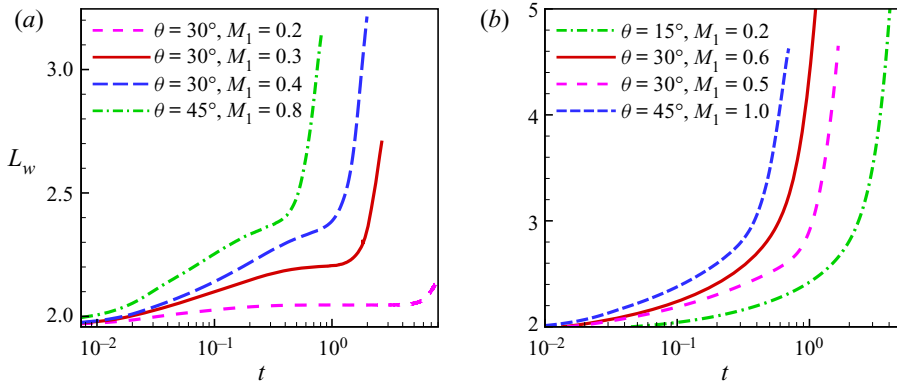 (a)
θ = 30°, M₁ = 0.2
θ = 30°, M₁ = 0.3
θ = 30°, M₁ = 0.4
θ = 45°, M₁ = 0.8
3.0
2.5
2.0
L_w
10⁻² 10⁻¹ 10⁰
t
(b)
θ = 15°, M₁ = 0.2
θ = 30°, M₁ = 0.6
θ = 30°, M₁ = 0.5
θ = 45°, M₁ = 1.0
5
4
3
2
10⁻² 10⁻¹ 10⁰
t